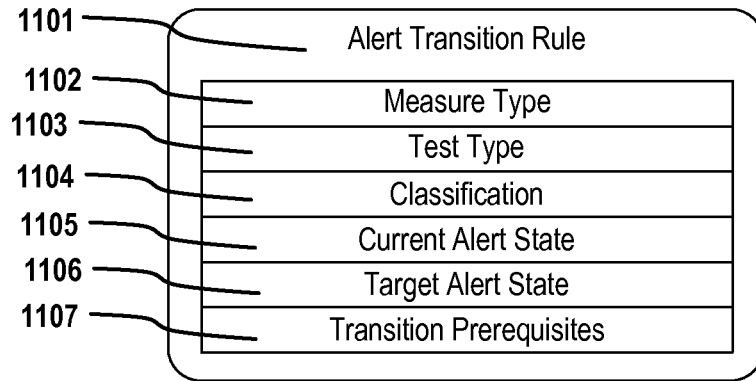 1101 Alert Transition Rule
1102 Measure Type
1103 Test Type
1104 Classification
1105 Current Alert State
1106 Target Alert State
1107 Transition Prerequisites